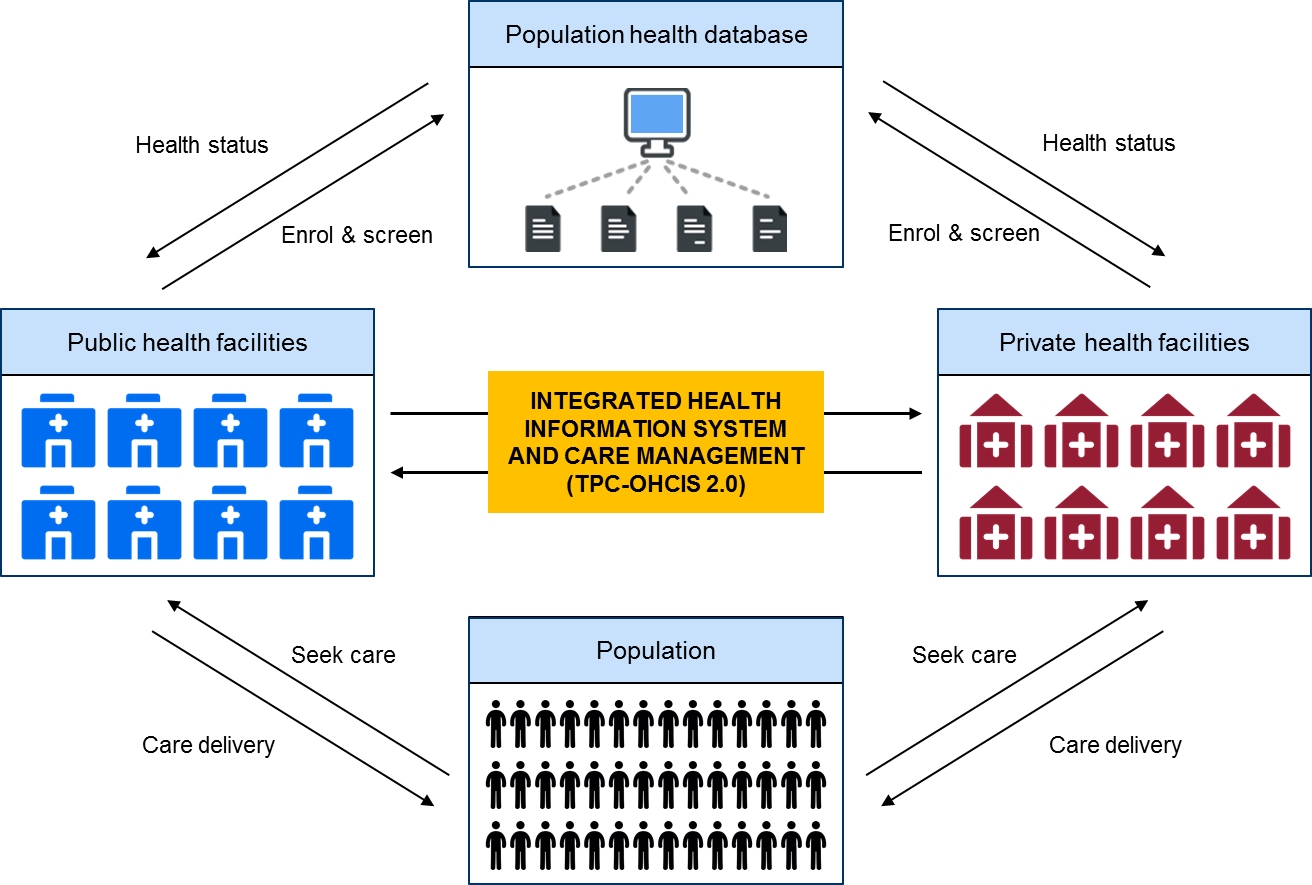 Population health database
Health status
Health status
Enrol & screen
Enrol & screen
Public health facilities
Private health facilities
INTEGRATED HEALTH
INFORMATION SYSTEM
AND CARE MANAGEMENT
(TPC-OHCIS 2.0)
Seek care
Population
Seek care
Care delivery
Care delivery